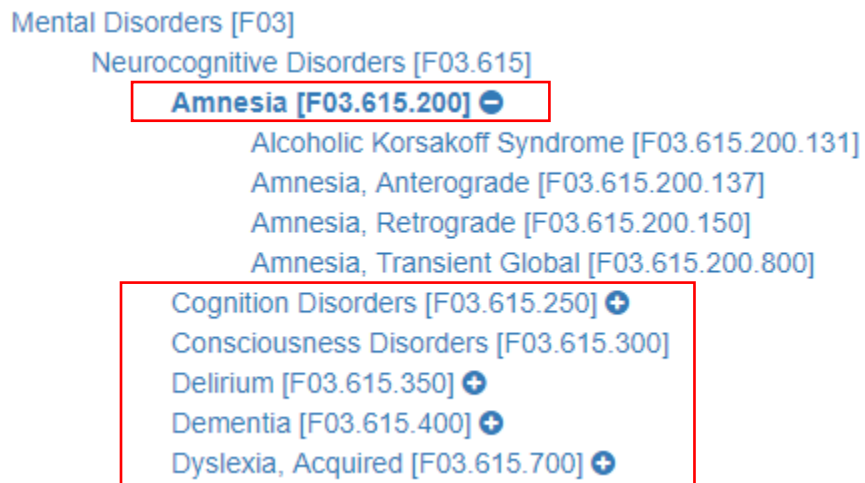 Mental Disorders [F03]
Neurocognitive Disorders [F03.615]
Amnesia [F03.615.200]
Alcoholic Korsakoff Syndrome [F03.615.200.131]
Amnesia, Anterograde [F03.615.200.137]
Amnesia, Retrograde [F03.615.200.150]
Amnesia, Transient Global [F03.615.200.800]
Cognition Disorders [F03.615.250]
Consciousness Disorders [F03.615.300]
Delirium [F03.615.350]
Dementia [F03.615.400]
Dyslexia, Acquired [F03.615.700]